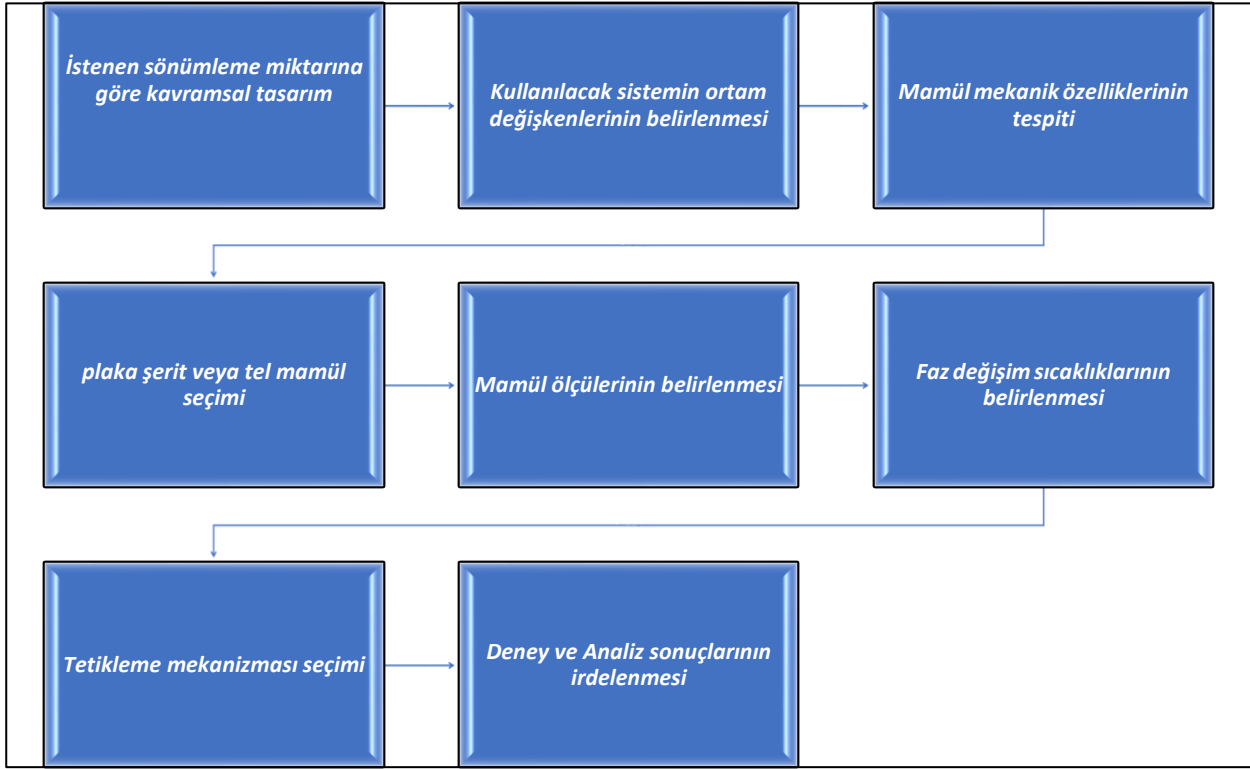 İstenen sönümleme miktarına
göre kavramsal tasarım
Kullanılacak sistemin ortam
değişkenlerinin belirlenmesi
Mamül mekanik özelliklerinin
tespiti
plaka şerit veya tel mamül
seçimi
Mamül ölçülerinin belirlenmesi
Faz değişim sıcaklıklarının
belirlenmesi
Tetikleme mekanizması seçimi
Deney ve Analiz sonuçlarının
irdelenmesi